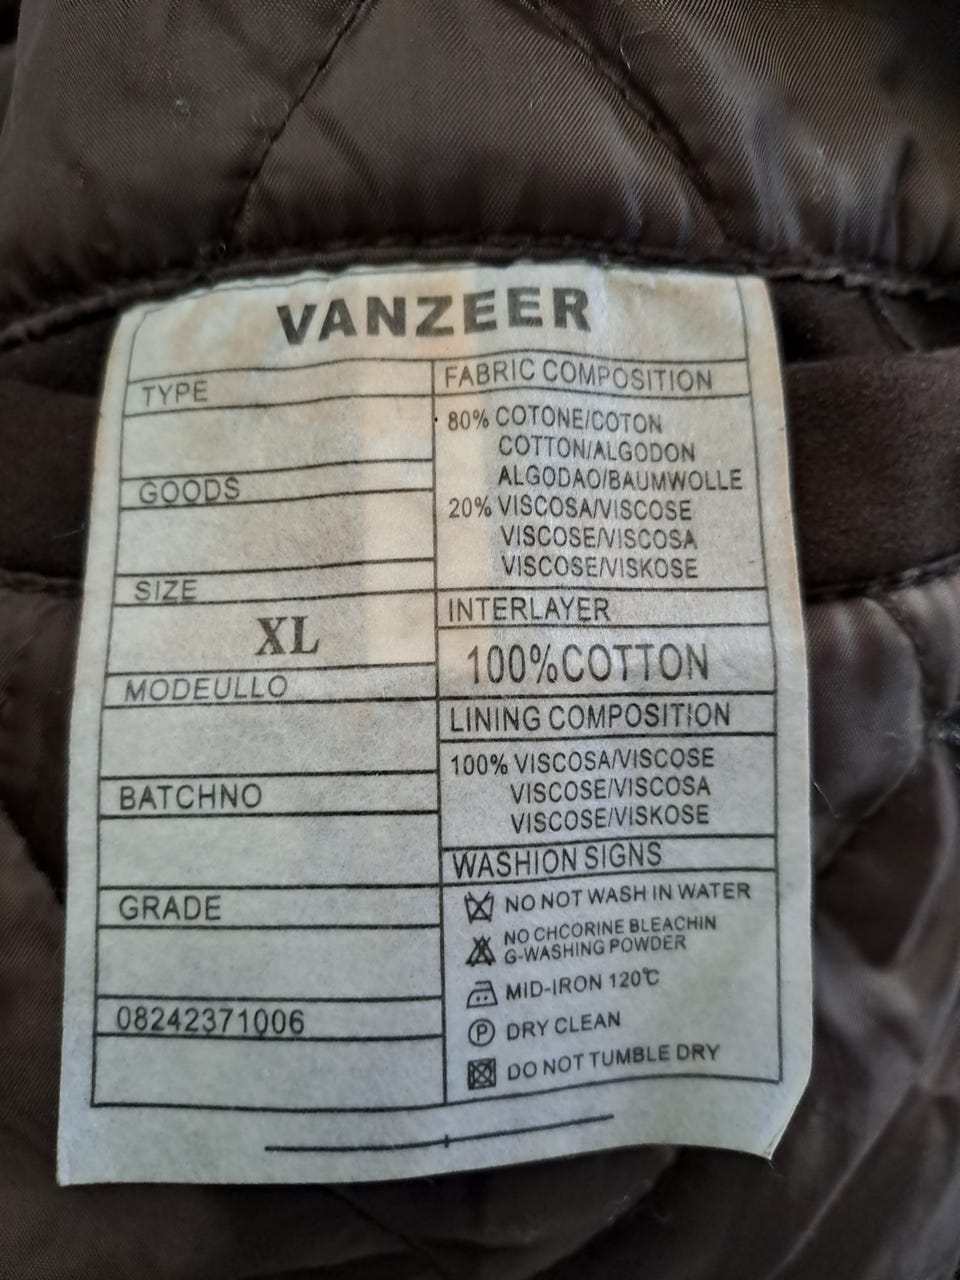 VANZEER
TYPE
GOODS
SIZE
XL
MODEULLO
BATCHNO
GRADE
08242371006
FABRIC COMPOSITION
80% COTONE/COTON
COTTON/ALGODON
ALGODAO/BAUMWOLLE
20% VISCOSA/VISCOSE
VISCOSE/VISCOSA
VISCOSE/VISKOSE
INTERLAYER
100%COTTON
LINING COMPOSITION
100% VISCOSA/VISCOSE
VISCOSE/VISCOSA
VISCOSE/VISKOSE
WASHION SIGNS
NO NOT WASH IN WATER
NO CHCORINE BLEACHIN
G-WASHING POWDER
MID-IRON 120℃
P DRY CLEAN
DO NOT TUMBLE DRY